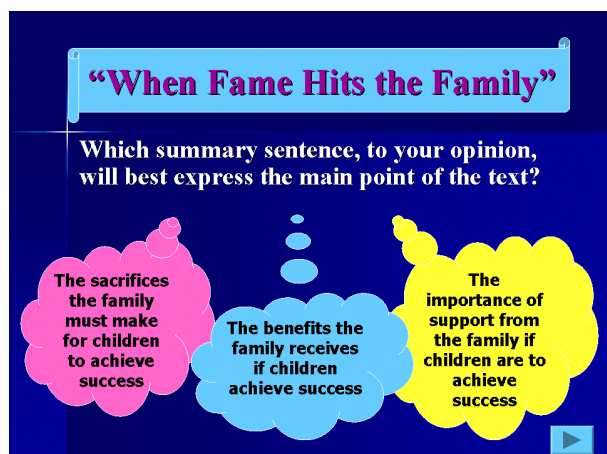 “When Fame Hits the Family”
Which summary sentence, to your opinion,
will best express the main point of the text?
The sacrifices
the family
must make
for children
to achieve
success
The benefits the
family receives
if children
achieve success
The
importance of
support from
the family if
children are to
achieve
success